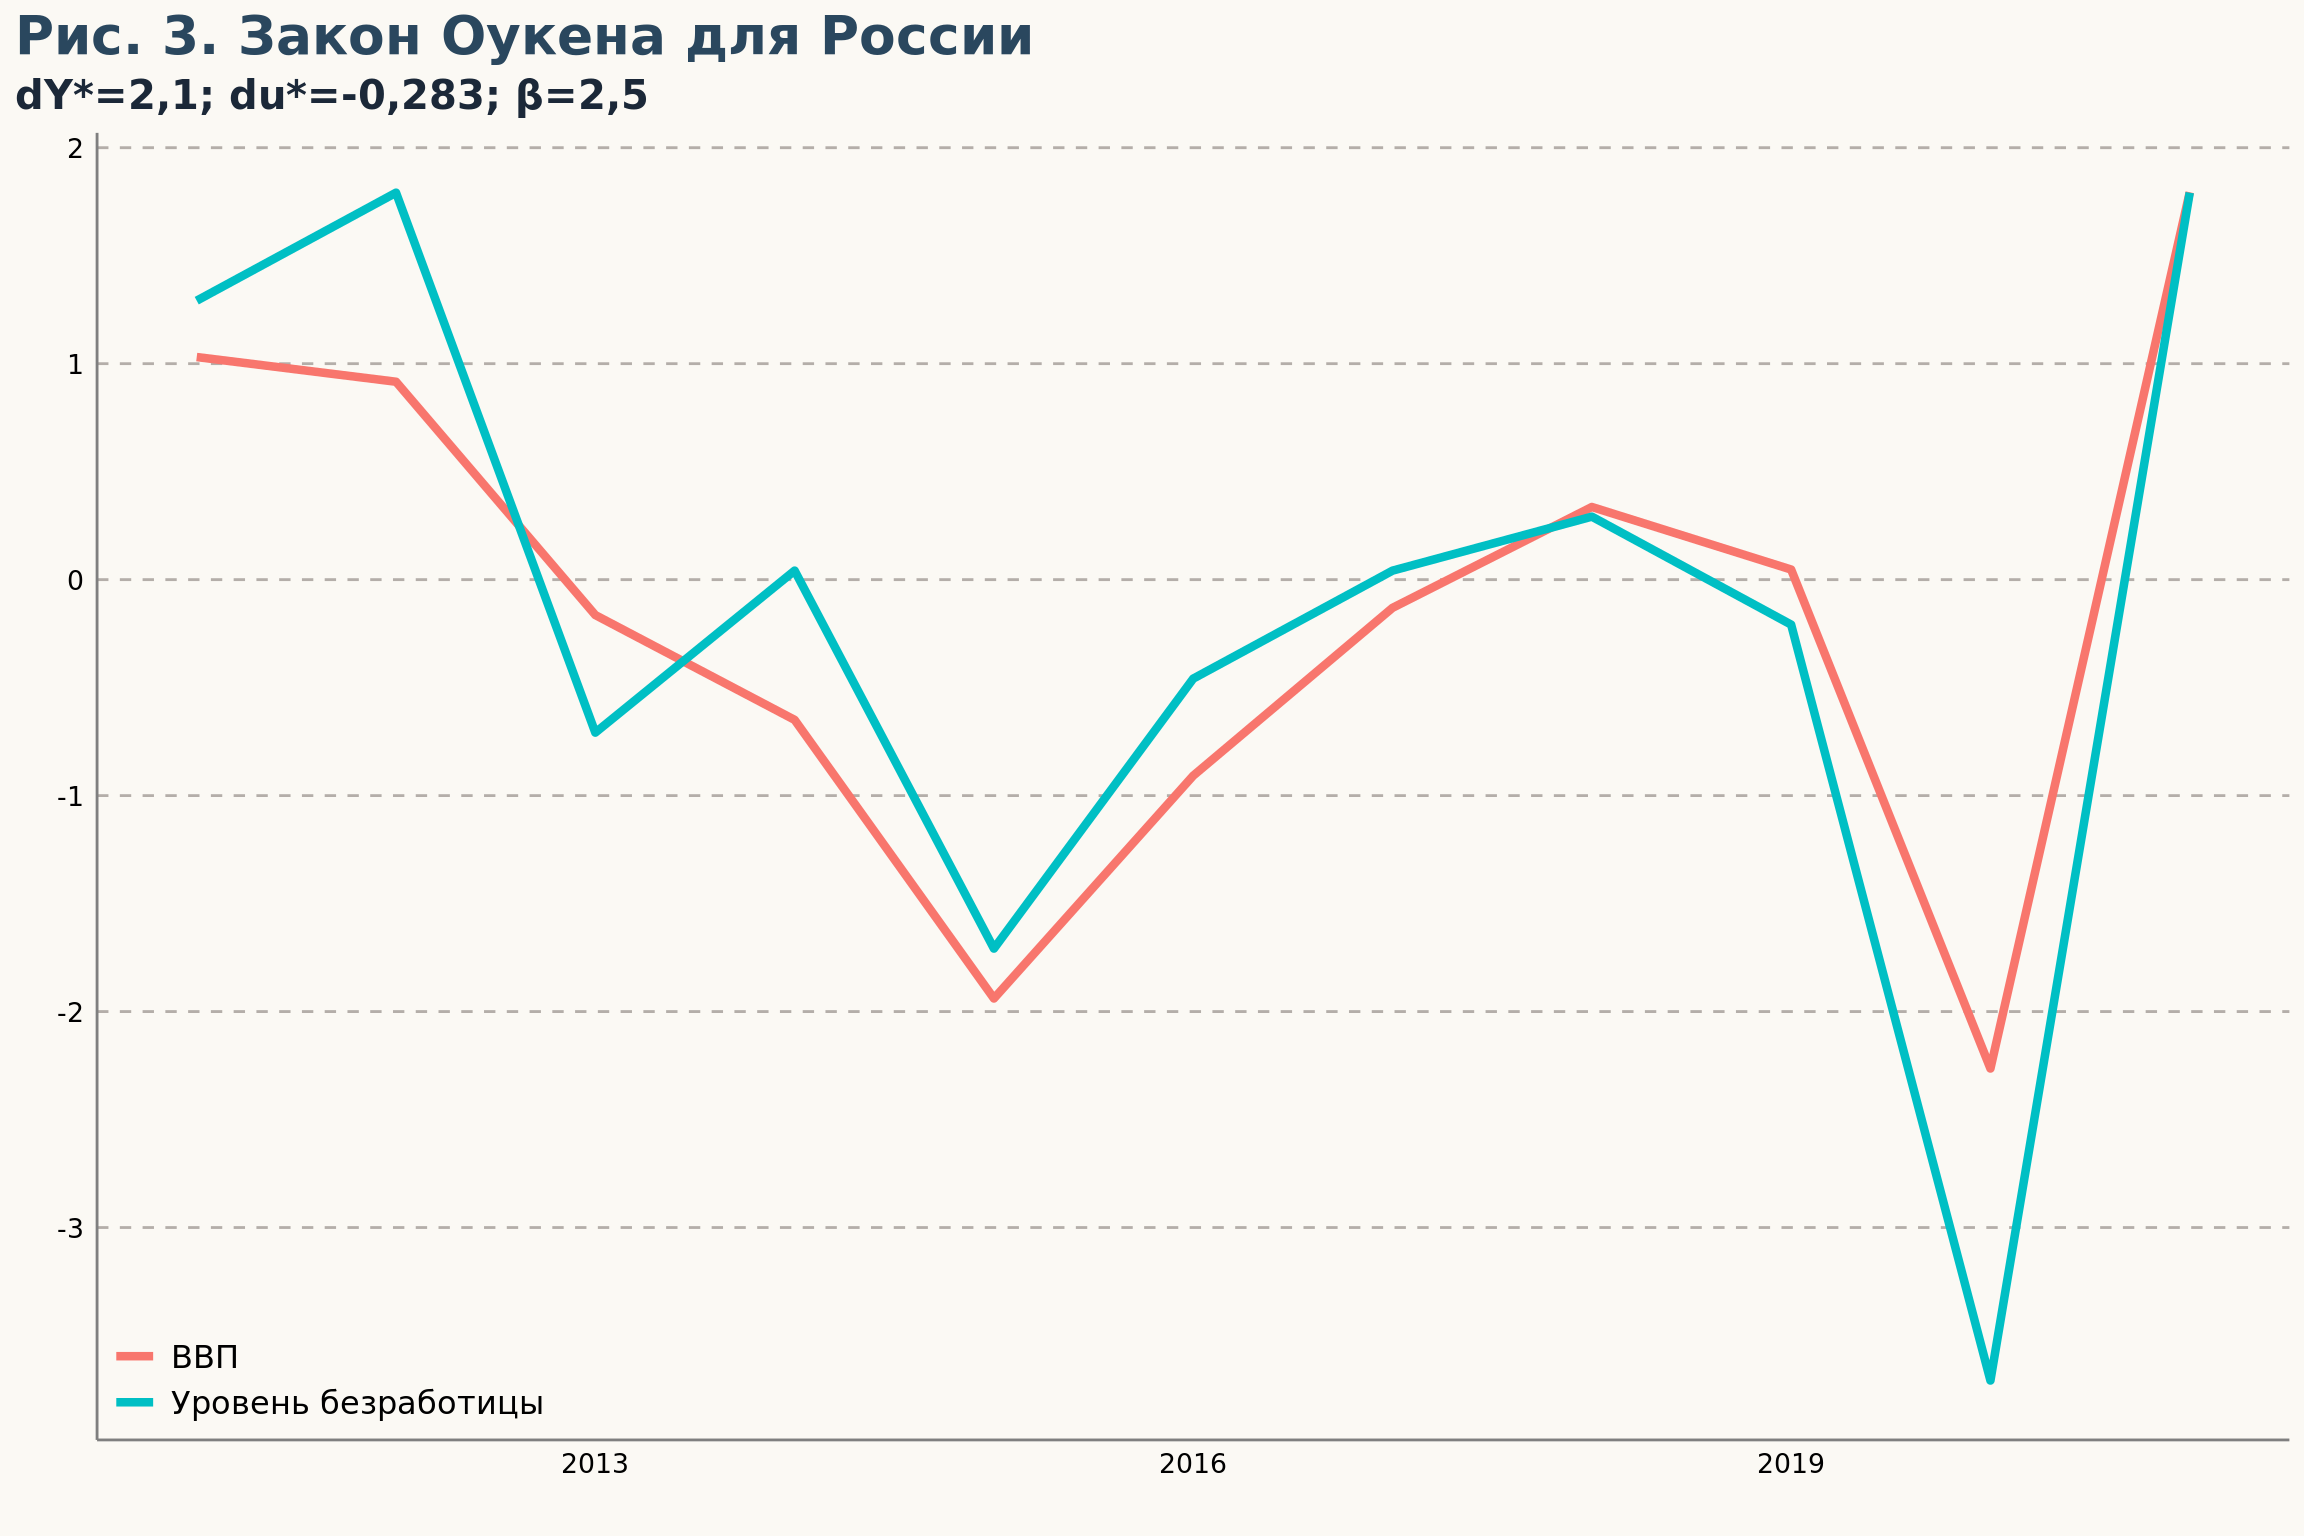 Рис. 3. Закон Оукена для России
dY*=2,1; du*=-0,283; β=2,5
2
1
0
-1
-2
-3
ВВП
Уровень безработицы
2013 2016 2019